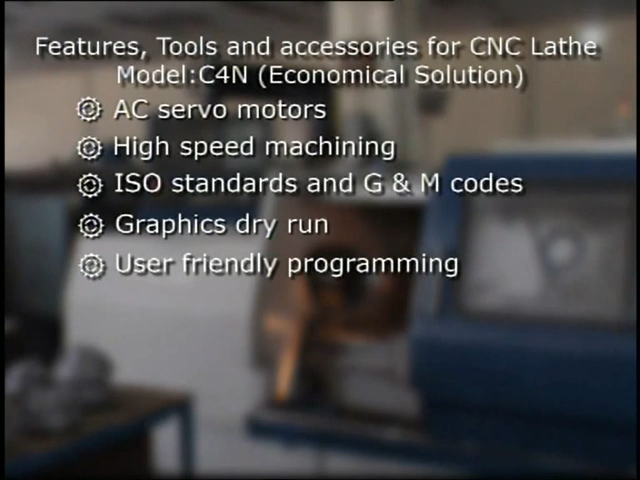 Features, Tools and accessories for CNC Lathe
Model:C4N (Economical Solution)
AC servo motors
High speed machining
ISO standards and G & M codes
Graphics dry run
User friendly programming